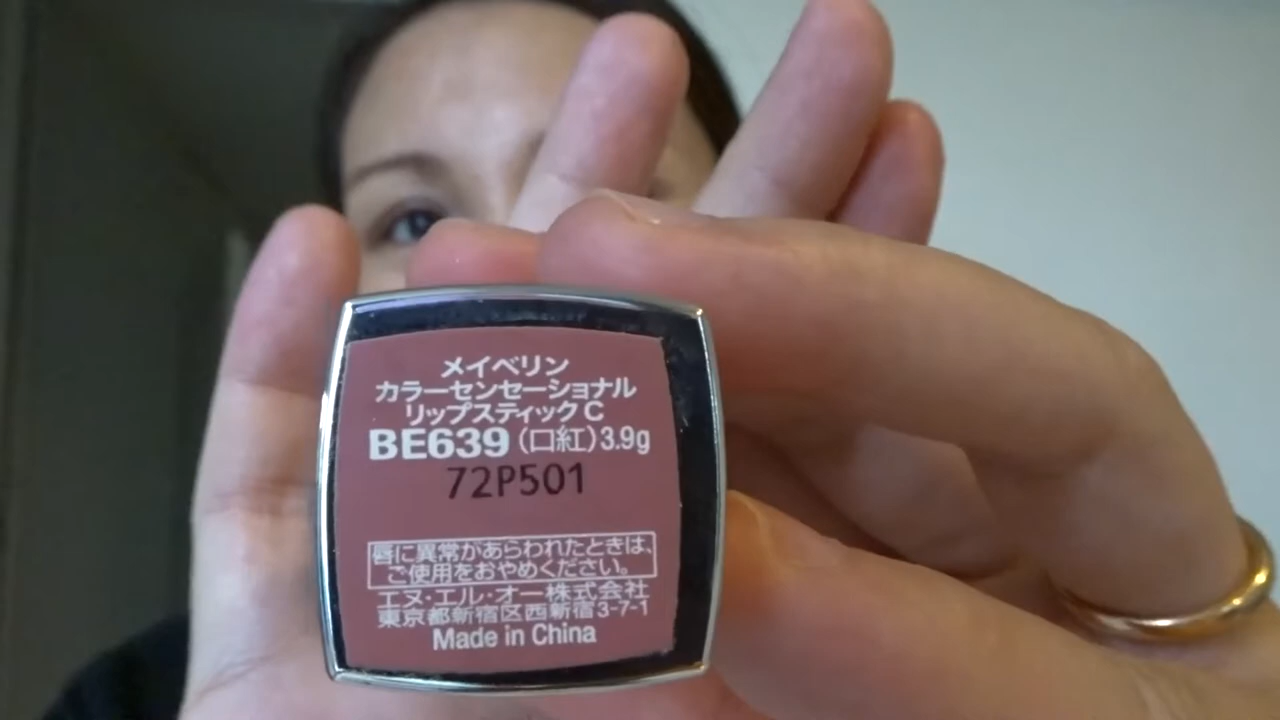 メイベリン
カラーセンセーショナル
リップスティックC
BE639 (口紅) 3.9g
72P501
唇に異常があらわれたときは、
ご使用をおやめください。
エヌ・エル・オー株式会社
東京都新宿区西新宿3-7-1
Made in China